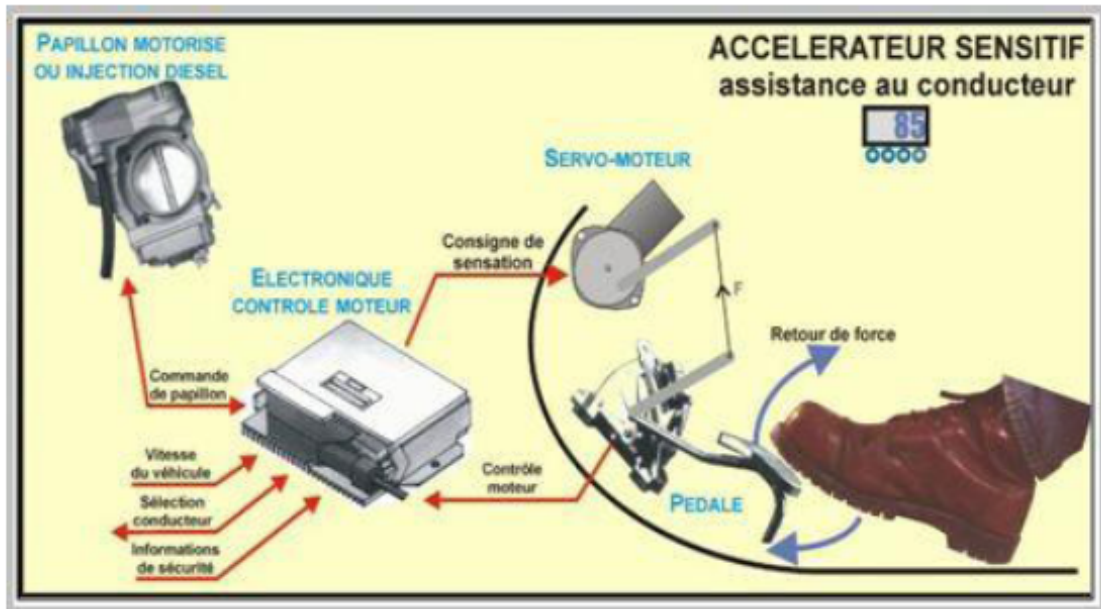 PAPILLON MOTORISE
OU INJECTION DIESEL
ACCELERATEUR SENSITIF
assistance au conducteur
85
SERVO-MOTEUR
Consigne de
sensation
ELECTRONIQUE
CONTROLE MOTEUR
F
Retour de force
Commande
de papillon
Vitesse
du véhicule
Contrôle
moteur
Sélection
conducteur
PEDALE
Informations
de sécurité